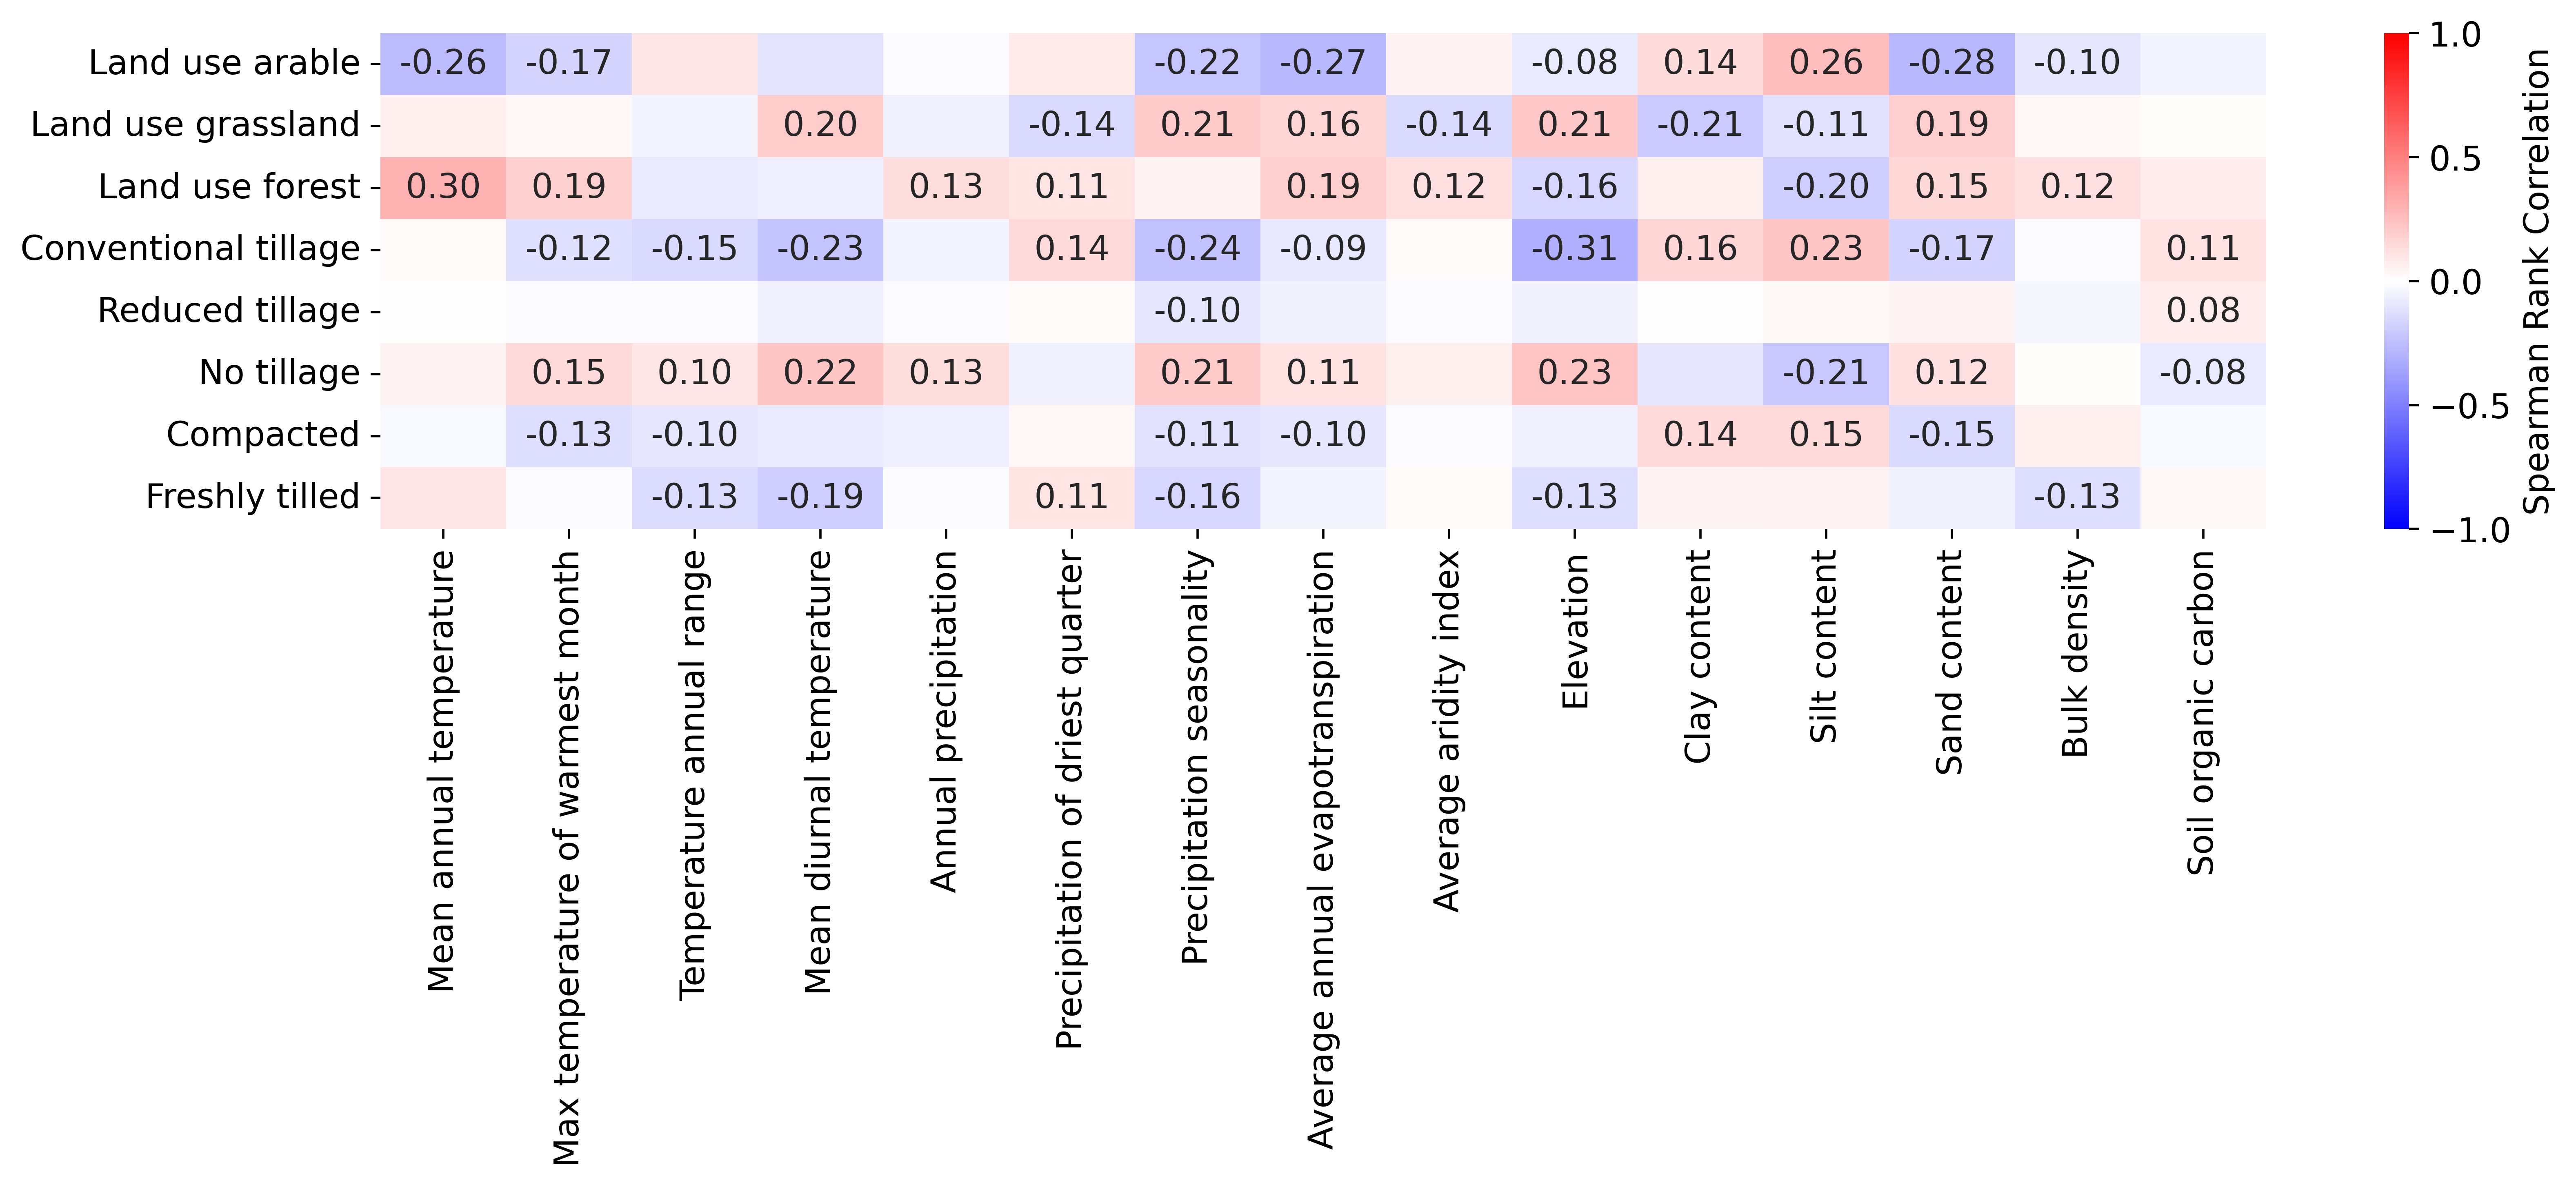 Land use arable -0.26 -0.17 -0.22 -0.27 -0.08 0.14 0.26 -0.28 -0.10
Land use grassland 0.20 -0.14 0.21 0.16 -0.14 0.21 -0.21 -0.11 0.19
Land use forest 0.30 0.19 0.13 0.11 0.19 0.12 -0.16 -0.20 0.15 0.12
Conventional tillage -0.12 -0.15 -0.23 0.14 -0.24 -0.09 -0.31 0.16 0.23 -0.17 0.11
Reduced tillage -0.10 0.08
No tillage 0.15 0.10 0.22 0.13 0.21 0.11 0.23 -0.21 0.12 -0.08
Compacted -0.13 -0.10 -0.11 -0.10 0.14 0.15 -0.15
Freshly tilled -0.13 -0.19 0.11 -0.16 -0.13 -0.13
Mean annual temperature
Max temperature of warmest month
Temperature annual range
Mean diurnal temperature
Annual precipitation
Precipitation of driest quarter
Precipitation seasonality
Average annual evapotranspiration
Average aridity index
Elevation
Clay content
Silt content
Sand content
Bulk density
Soil organic carbon
1.0
0.5
0.0
−0.5
−1.0
Spearman Rank Correlation